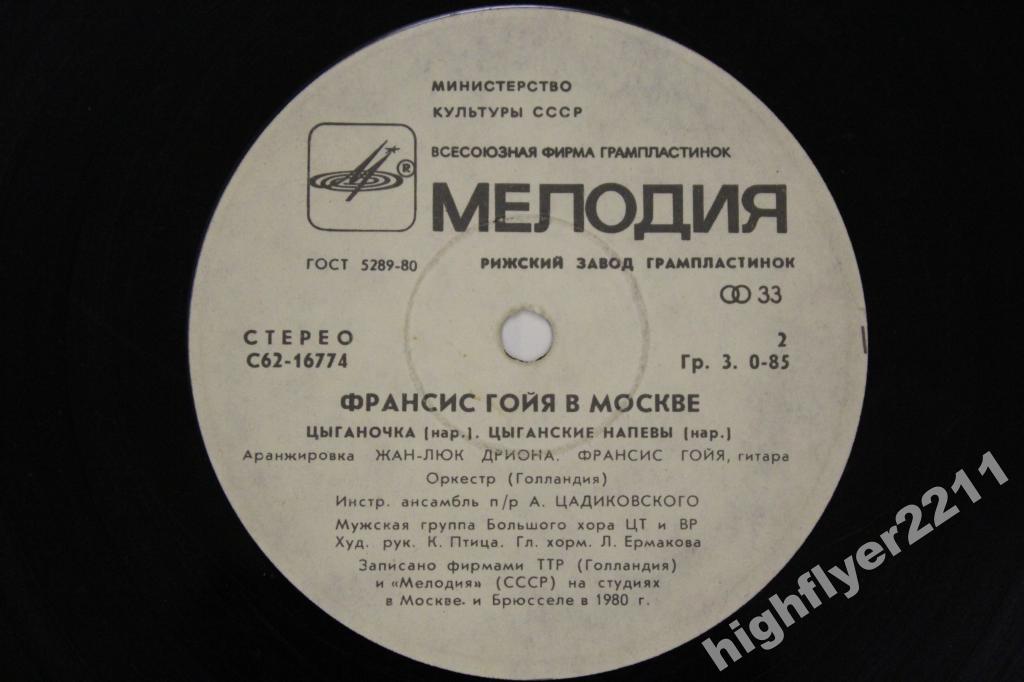 МИНИСТЕРСТВО
КУЛЬТУРЫ СССР
ВСЕСОЮЗНАЯ ФИРМА ГРАМПЛАСТИНОК
®
МЕЛОДИЯ
ГОСТ 5289-80
РИЖСКИЙ ЗАВОД ГРАМПЛАСТИНОК
33
СТЕРЕО
2
С62-16774
Гр. 3. 0-85
ФРАНСИС ГОЙЯ В МОСКВЕ
ЦЫГАНОЧКА (нар.). ЦЫГАНСКИЕ НАПЕВЫ (нар.)
Аранжировка ЖАН-ЛЮК ДРИОНА. ФРАНСИС ГОЙЯ, гитара
Оркестр (Голландия)
Инстр. ансамбль п/р А. ЦАДИКОВСКОГО
Мужская группа Большого хора ЦТ и ВР
Худ. рук. К. Птица. Гл. хорм. Л. Ермакова
Записано фирмами ТТР (Голландия)
и «Мелодия» (СССР) на студиях
в Москве. и Брюсселе в 1980 г.
highflyer2211